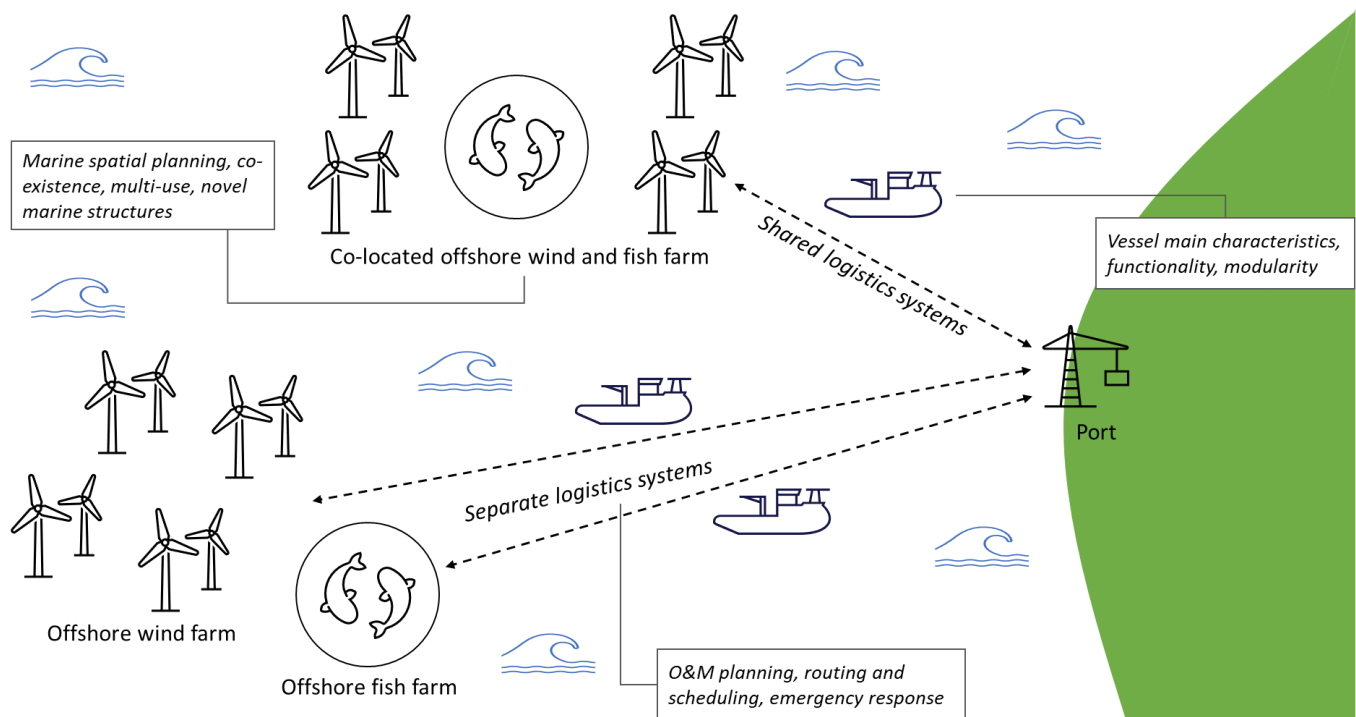 Marine spatial planning, co-
existence, multi-use, novel
marine structures
Co-located offshore wind and fish farm
Shared logistics systems
Vessel main characteristics,
functionality, modularity
Port
Separate logistics systems
Offshore wind farm
Offshore fish farm
O&M planning, routing and
scheduling, emergency response